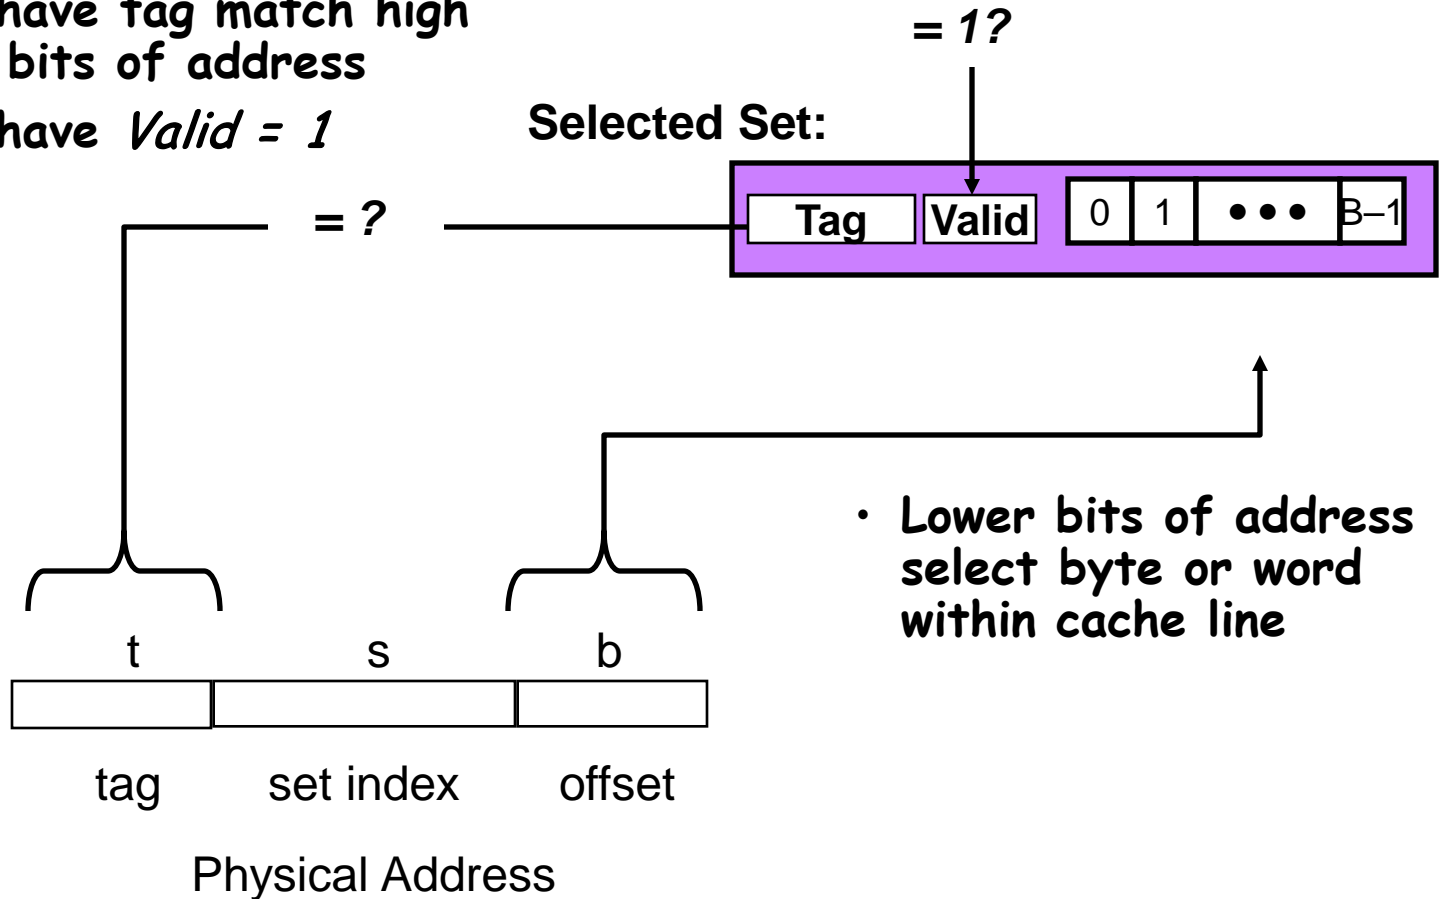 have tag match high
bits of address
have Valid = 1
= 1?
Selected Set:
= ?
Tag Valid 0 1 ••• B–1
• Lower bits of address
select byte or word
within cache line
t s b
tag set index offset
Physical Address